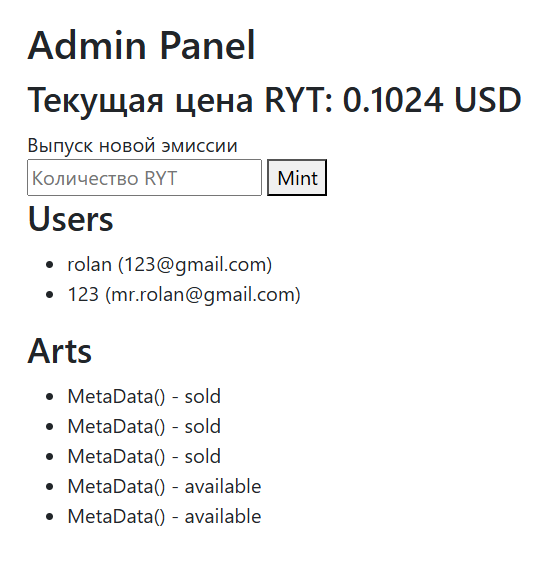 Admin Panel
Текущая цена RYT: 0.1024 USD
Выпуск новой эмиссии
Количество RYT Mint
Users
• rolan (123@gmail.com)
• 123 (mr.rolan@gmail.com)
Arts
• MetaData() - sold
• MetaData() - sold
• MetaData() - sold
• MetaData() - available
• MetaData() - available